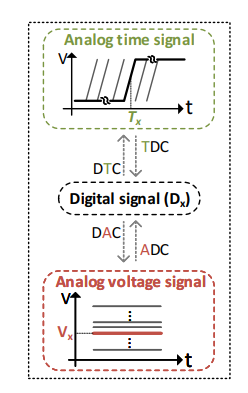 Analog time signal
V
t
Tx
TDC
DTC
Digital signal (Dx)
DAC
ADC
Analog voltage signal
V
Vx
t